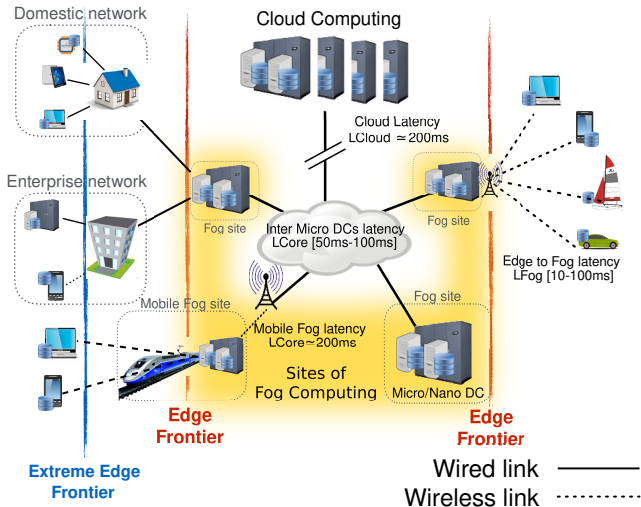 Domestic network
Cloud Computing
Cloud Latency
LCloud ≃200ms
Enterprise network
Fog site
Fog site
Inter Micro DCs latency
LCore [50ms-100ms]
Edge to Fog latency
LFog [10-100ms]
Mobile Fog site
Fog site
Mobile Fog latency
LCore≃200ms
Sites of
Fog Computing
Micro/Nano DC
Edge
Frontier
Edge
Frontier
Extreme Edge
Frontier
Wired link
Wireless link